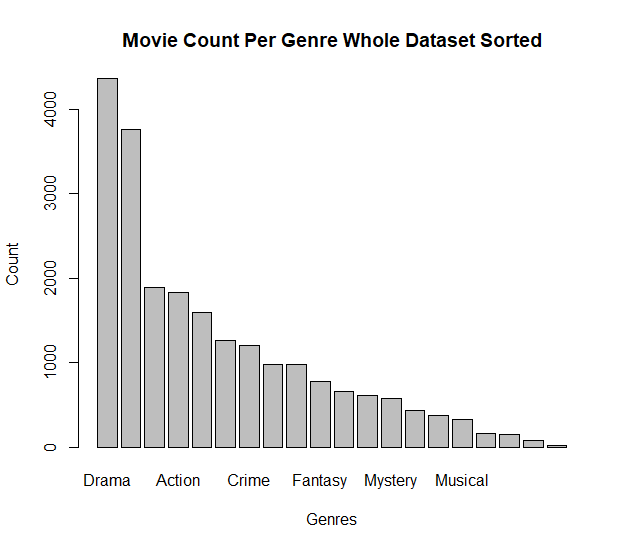 Movie Count Per Genre Whole Dataset Sorted
4000
3000
2000
1000
0
Count
Drama Action Crime Fantasy Mystery Musical
Genres